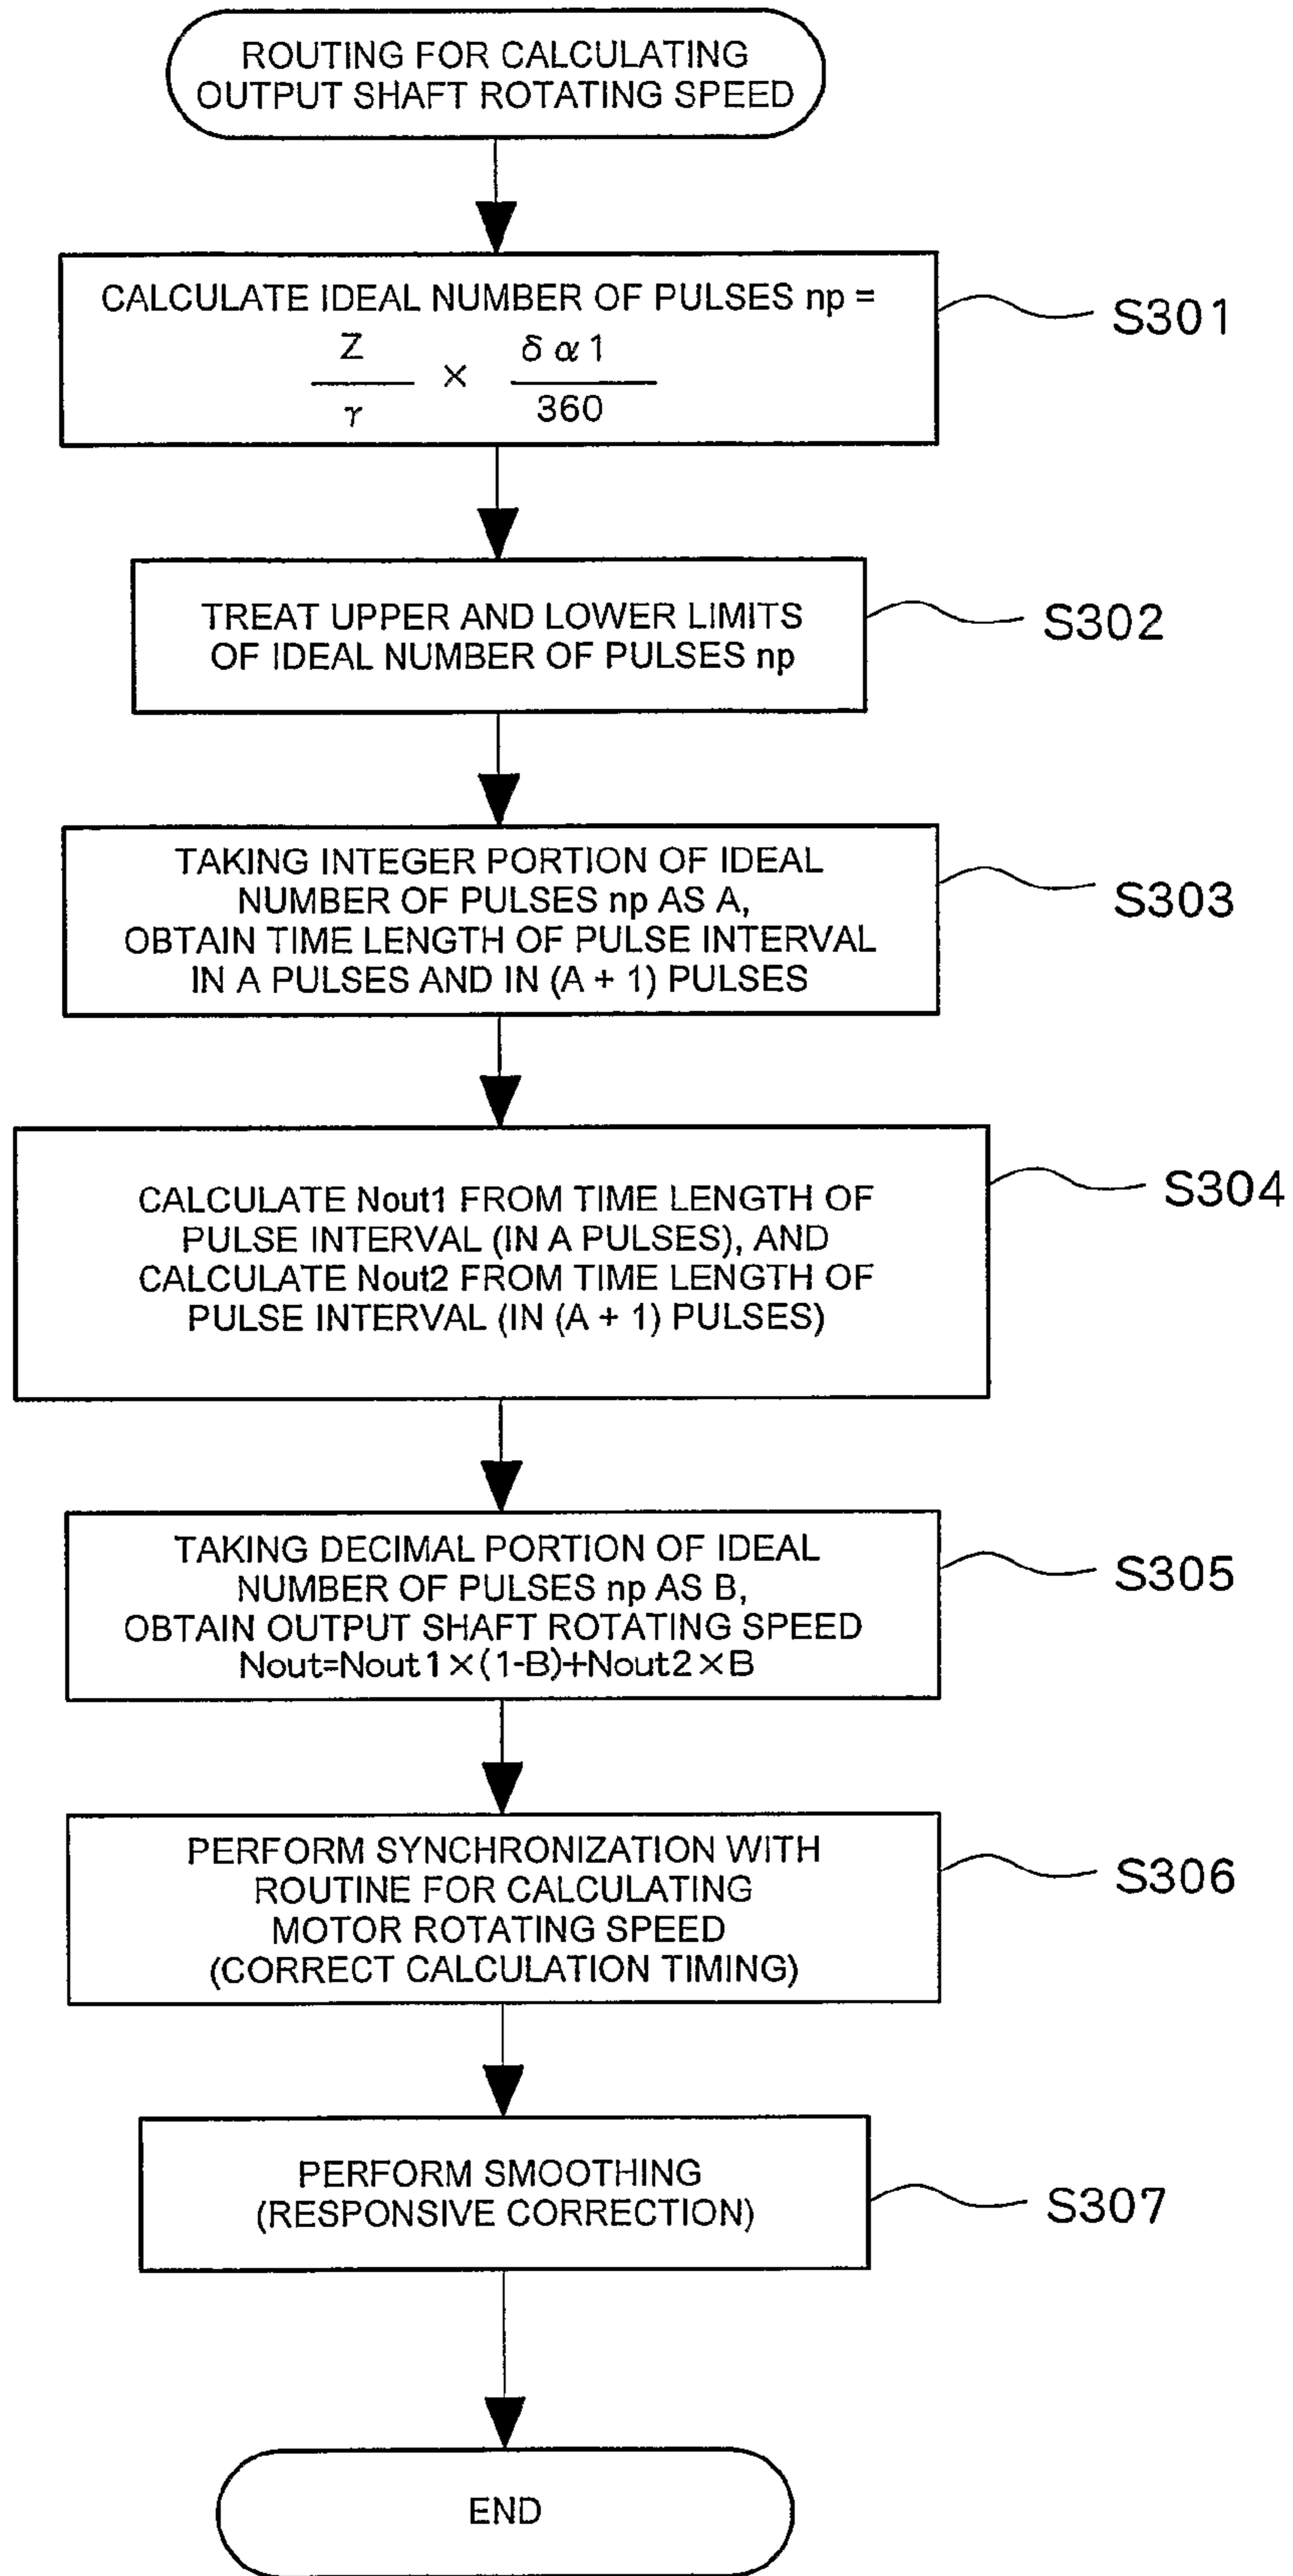 ROUTING FOR CALCULATING
OUTPUT SHAFT ROTATING SPEED
CALCULATE IDEAL NUMBER OF PULSES np =
Z
γ
×
δ α 1
360
S301
TREAT UPPER AND LOWER LIMITS
OF IDEAL NUMBER OF PULSES np
S302
TAKING INTEGER PORTION OF IDEAL
NUMBER OF PULSES np AS A,
OBTAIN TIME LENGTH OF PULSE INTERVAL
IN A PULSES AND IN (A + 1) PULSES
S303
CALCULATE Nout1 FROM TIME LENGTH OF
PULSE INTERVAL (IN A PULSES), AND
CALCULATE Nout2 FROM TIME LENGTH OF
PULSE INTERVAL (IN (A + 1) PULSES)
S304
TAKING DECIMAL PORTION OF IDEAL
NUMBER OF PULSES np AS B,
OBTAIN OUTPUT SHAFT ROTATING SPEED
Nout=Nout1×(1-B)+Nout2×B
S305
PERFORM SYNCHRONIZATION WITH
ROUTINE FOR CALCULATING
MOTOR ROTATING SPEED
(CORRECT CALCULATION TIMING)
S306
PERFORM SMOOTHING
(RESPONSIVE CORRECTION)
S307
END